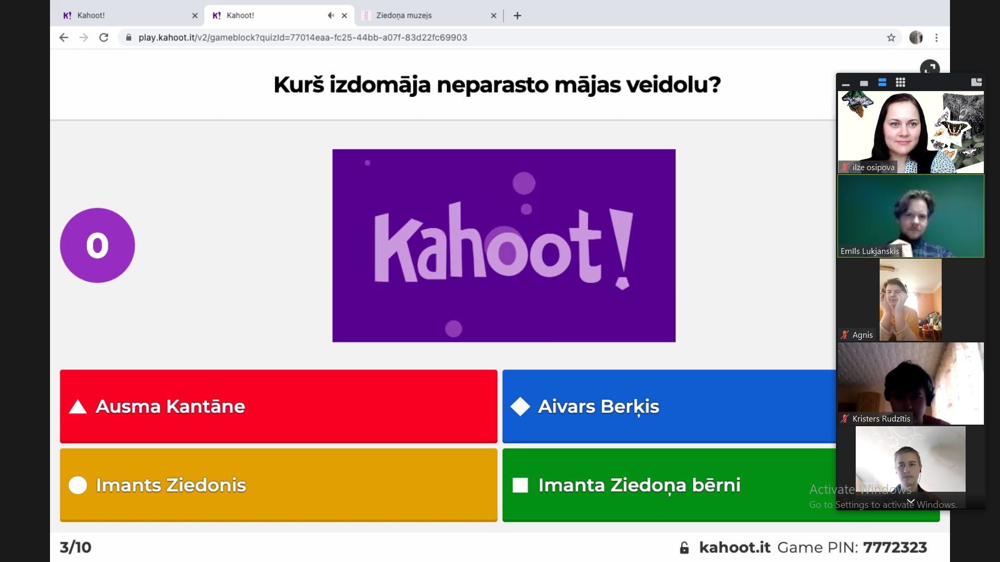 Kahoot!
Kahoot!
Ziedoņa muzejs
play.kahoot.it/v2/gameblock?quizId=77014eaa-fc25-44bb-a07f-83d22fc69903
Kurš izdomāja neparasto mājas veidolu?
0
Kahoot!
Ausma Kantāne
Aivars Berķis
Imants Ziedonis
Imanta Ziedoņa bērni
3/10
kahoot.it Game PIN: 7772323
ilze osipova
Emīls Lukjanskis
Agnis
Kristers Rudzītis
Activate Windows
Go to Settings to activate Windows.